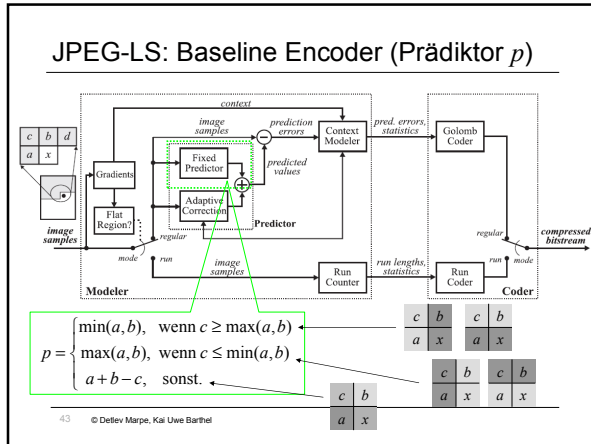 JPEG-LS: Baseline Encoder (Prädiktor p)
context
c b d
a x
image samples
prediction errors
pred. errors, statistics
Context Modeler
Golomb Coder
Gradients
Fixed Predictor
predicted values
Flat Region?
Adaptive Correction
Predictor
image samples
regular
mode
run
regular
mode
run
compressed bitstream
image samples
Run Counter
run lengths, statistics
Run Coder
Modeler
Coder
min(a,b), wenn c ≥ max(a,b)
p = max(a,b), wenn c ≤ min(a,b)
a + b − c, sonst.
c b
a x
c b
a x
c b
a x
c b
a x
c b
a x
43 © Detlev Marpe, Kai Uwe Barthel